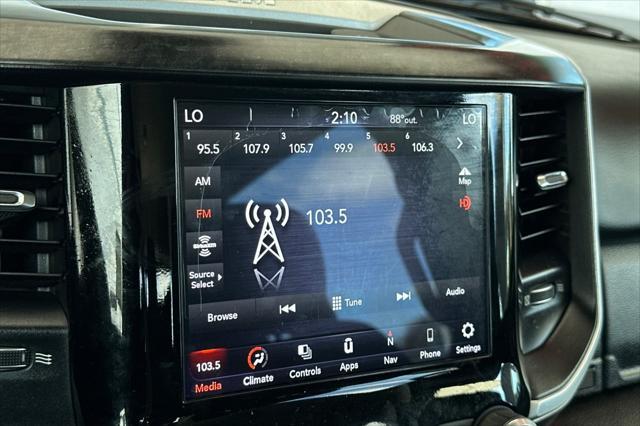 LO 2:10 88°out. LO
1 2 3 4 5 6
95.5 107.9 105.7 99.9 103.5 106.3
AM
Map
FM
103.5
SiriusXM
Source Select
Browse Tune Audio
N
103.5
Media Climate Controls Apps Nav Phone Settings